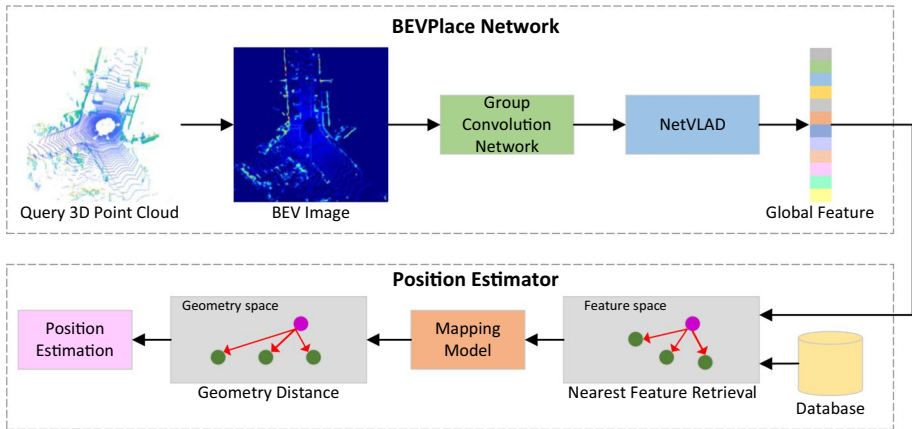 BEVPlace Network
Group
Convolution
Network
NetVLAD
Query 3D Point Cloud
BEV Image
Global Feature
Position Estimator
Position
Estimation
Geometry space
Geometry Distance
Mapping
Model
Feature space
Nearest Feature Retrieval
Database